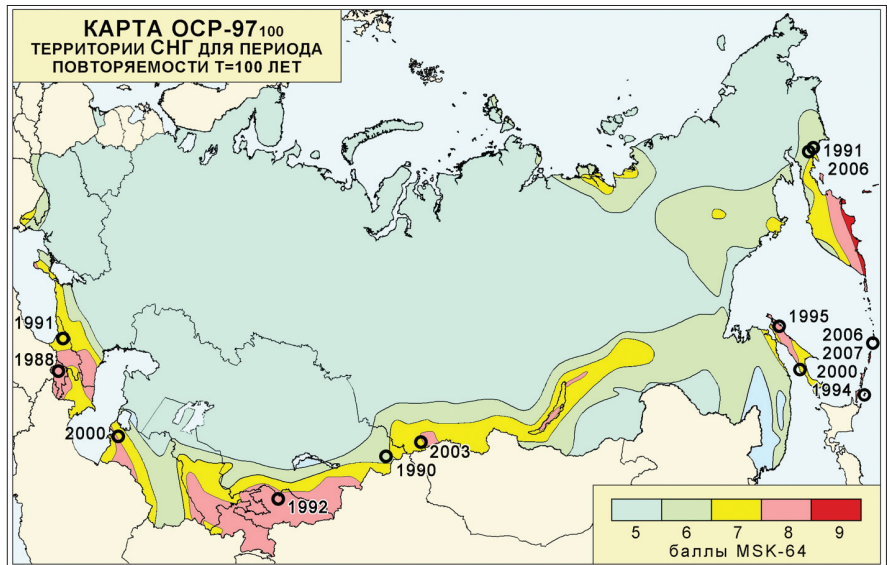 КАРТА ОСР-97100
ТЕРРИТОРИИ СНГ ДЛЯ ПЕРИОДА
ПОВТОРЯЕМОСТИ Т=100 ЛЕТ
1991
2006
1991
1988
1995
2006
2007
2000
1994
2000
2003
1990
1992
5 6 7 8 9
баллы MSK-64